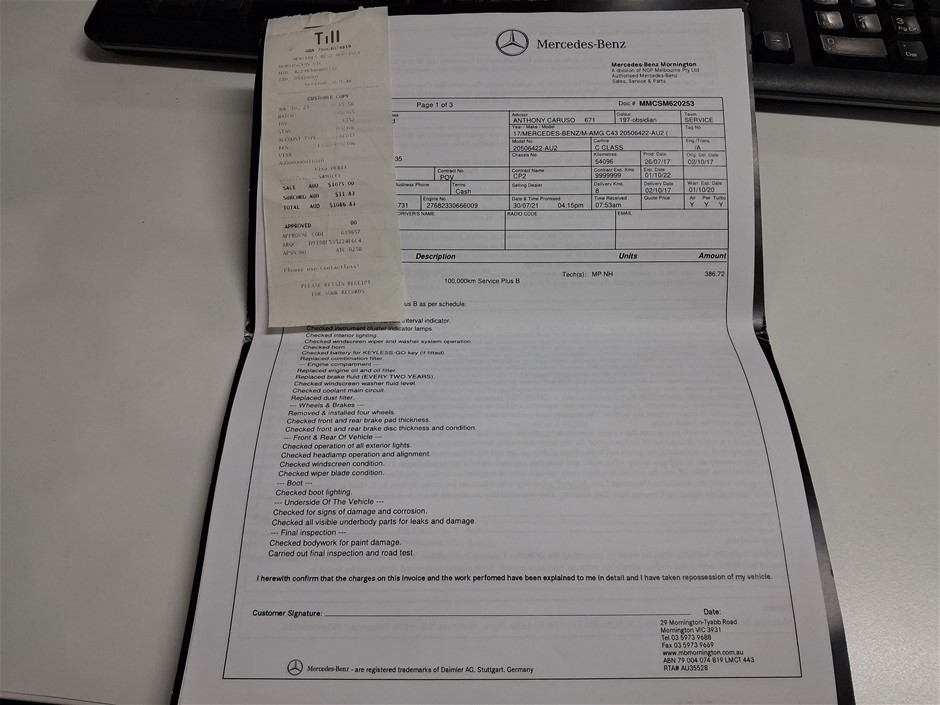 Till
CUSTOMER COPY
SALE AUD $1075.00
SURCHRG AUD $11.83
TOTAL AUD $1086.83
APPROVED 00
APPROVAL CODE
Please use contactless!
PLEASE RETAIN RECEIPT
FOR YOUR RECORDS
Mercedes-Benz
Mercedes-Benz Mornington
A division of NGP Melbourne Pty Ltd
Authorised Mercedes-Benz
Sales, Service & Parts
Page 1 of 3 Doc # MMCSM620253
Advisor Colour Team
ANTHONY CARUSO 671 197-obsidian SERVICE
Year / Make / Model Tag No.
17/MERCEDES-BENZ/M-AMG C43 20506422-AU2 (
Model No. Carline Eng./Trans.
20506422-AU2 C CLASS /A
Chassis No. Kilometres Prod. Date Orig. Del. Date
35 54096 26/07/17 02/10/17
Contract No. Contract Name Contract Exp. Kms Exp. Date
POV CP2 9999999 01/10/22
Business Phone Terms Selling Dealer Delivery Kms. Delivery Date Warr. Exp. Date
Cash 8 02/10/17 01/10/20
Engine No Date & Time Promised Time Received Quote Price Air Pwr Turbo
731 27682330666009 30/07/21 04:15pm 07:53am Y Y Y
DRIVER'S NAME RADIO CODE EMAIL
Description Units Amount
Tech(s): MP NH 386.72
100,000km Service Plus B
us B as per schedule.
interval indicator.
Checked instrument cluster indicator lamps.
Checked interior lighting.
Checked windscreen wiper and washer system operation.
Checked horn.
Checked battery for KEYLESS-GO key (if fitted).
Replaced combination filter.
--- Engine compartment ---
Replaced engine oil and oil filter.
Replaced brake fluid (EVERY TWO YEARS).
Checked windscreen washer fluid level.
Checked coolant main circuit.
Replaced dust filter.
--- Wheels & Brakes ---
Removed & installed four wheels.
Checked front and rear brake pad thickness.
Checked front and rear brake disc thickness and condition.
--- Front & Rear Of Vehicle ---
Checked operation of all exterior lights.
Checked headlamp operation and alignment.
Checked windscreen condition.
Checked wiper blade condition.
--- Boot ---
Checked boot lighting.
--- Underside Of The Vehicle ---
Checked for signs of damage and corrosion.
Checked all visible underbody parts for leaks and damage.
--- Final inspection ---
Checked bodywork for paint damage.
Carried out final inspection and road test.
I herewith confirm that the charges on this invoice and the work perfomed have been explained to me in detail and I have taken repossession of my vehicle.
Customer Signature: Date:
29 Mornington-Tyabb Road
Mornington VIC 3931
Tel 03 5973 9688
Fax 03 5973 9669
www.mbmornington.com.au
ABN 79 004 074 819 LMCT 443
RTA# AU35528
Mercedes-Benz - are registered trademarks of Daimler AG, Stuttgart, Germany